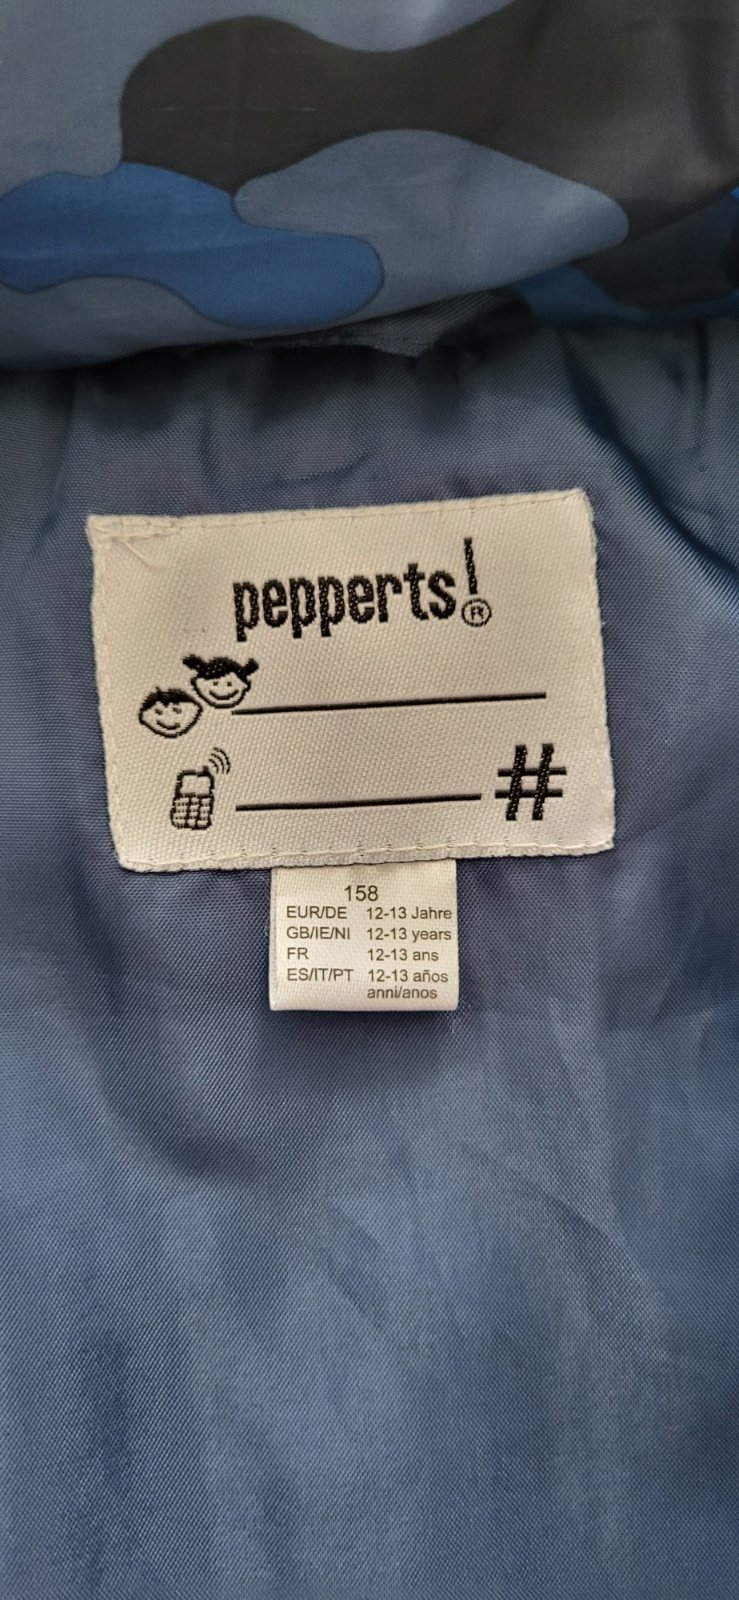 pepperts!®
#
158
EUR/DE 12-13 Jahre
GB/IE/NI 12-13 years
FR 12-13 ans
ES/IT/PT 12-13 años
anni/anos